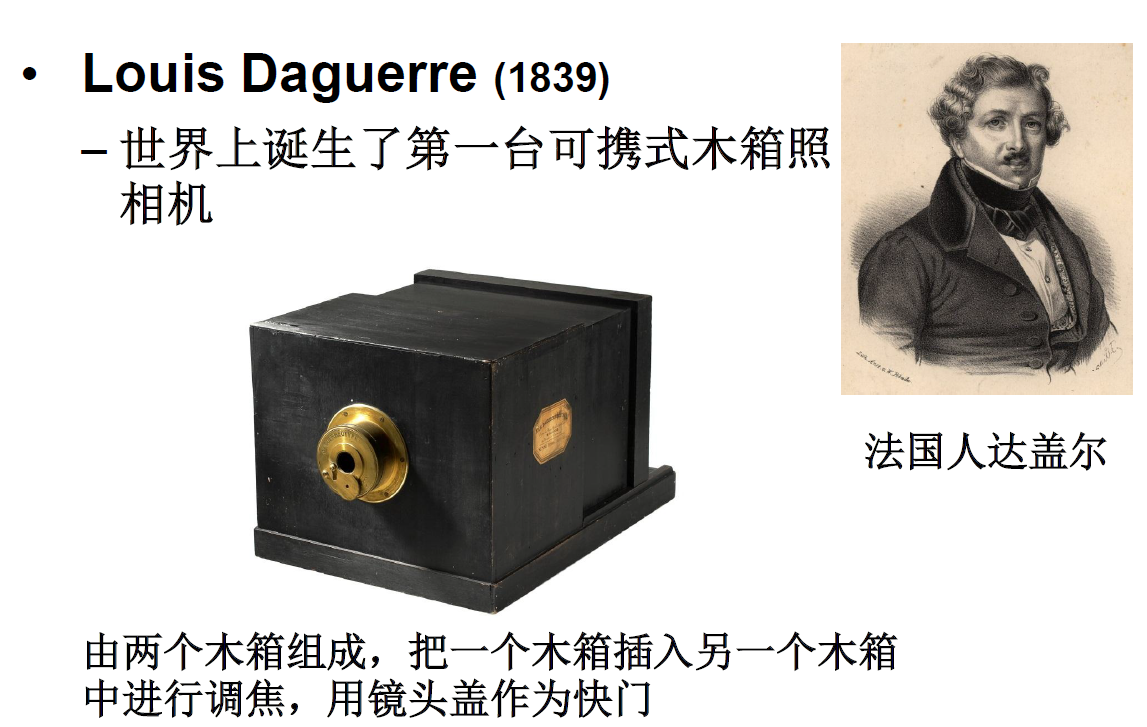 • Louis Daguerre (1839)
– 世界上诞生了第一台可携式木箱照
相机
法国人达盖尔
由两个木箱组成，把一个木箱插入另一个木箱
中进行调焦，用镜头盖作为快门